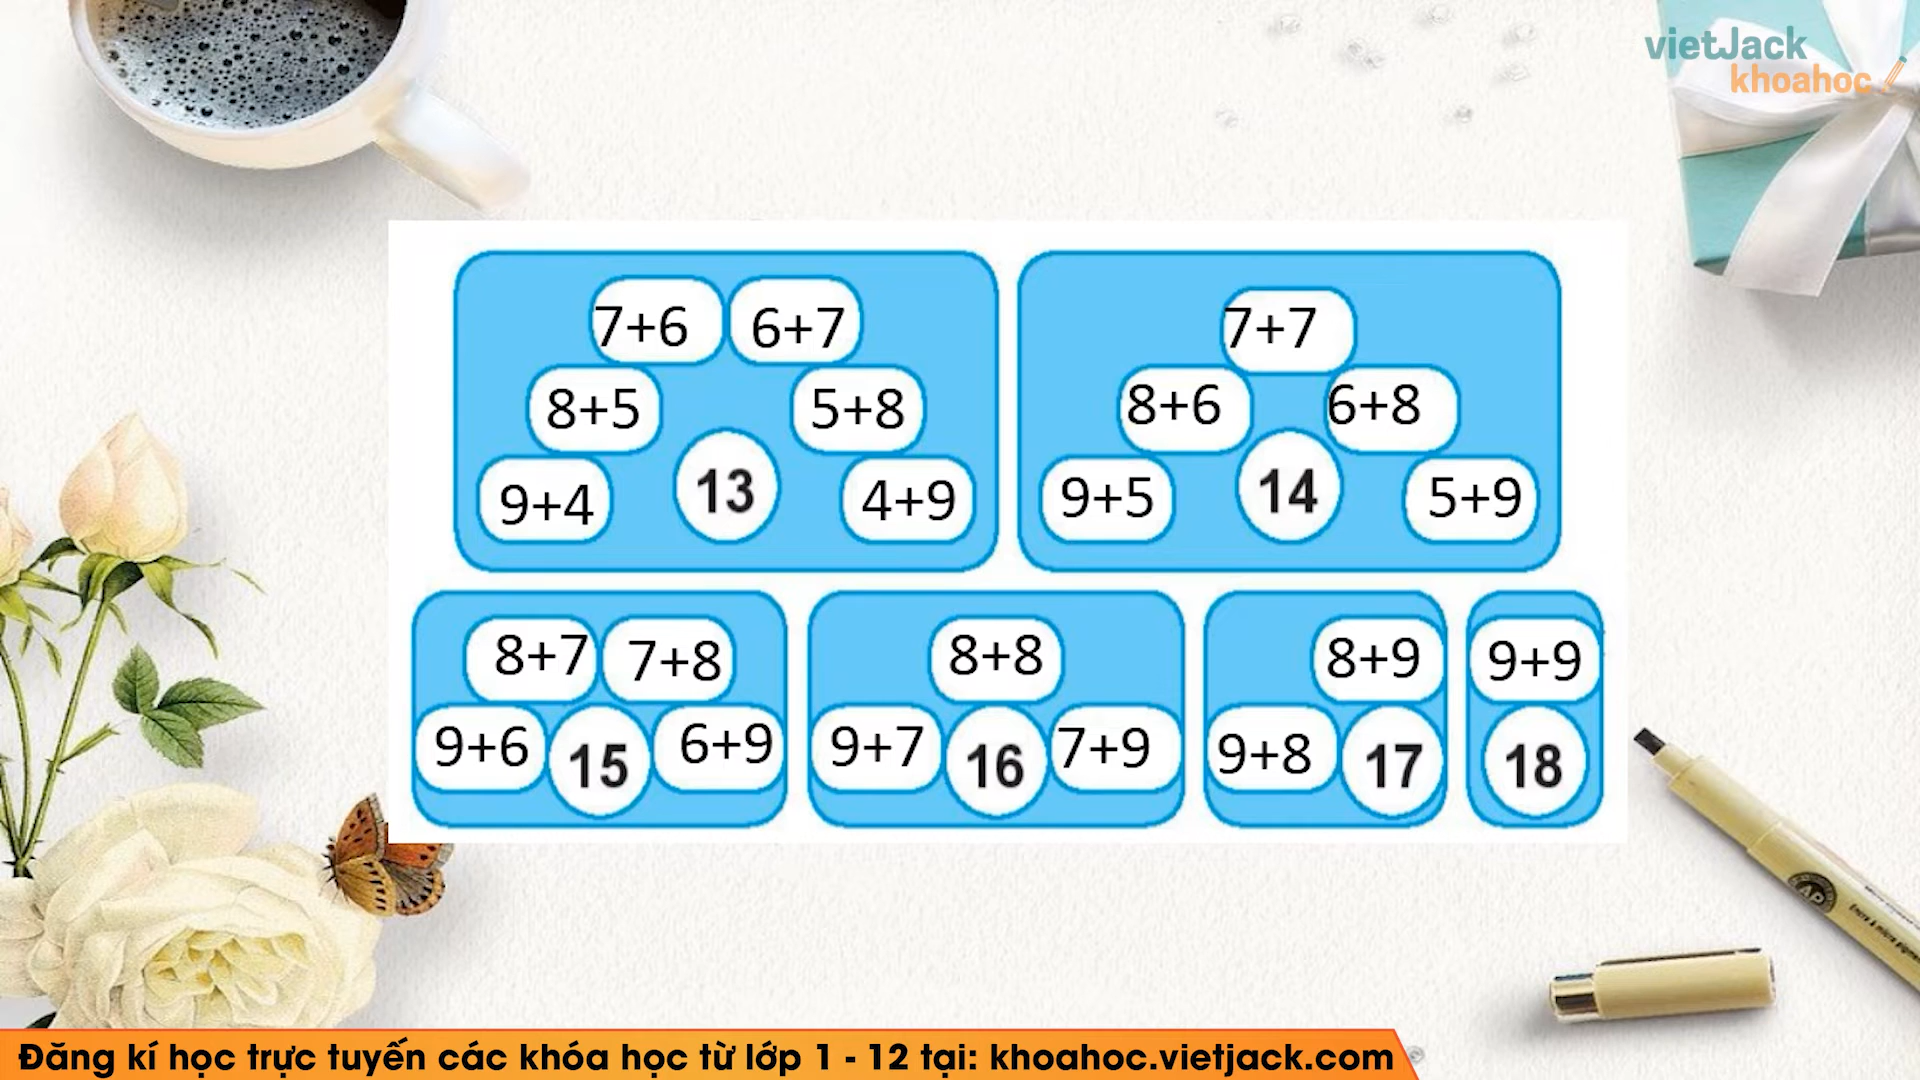 vietJack
khoahoc
7+6 6+7
8+5 5+8
9+4 13 4+9
7+7
8+6 6+8
9+5 14 5+9
8+7 7+8
9+6 15 6+9
8+8
9+7 16 7+9
8+9
9+8 17
9+9
18
Đăng kí học trực tuyến các khóa học từ lớp 1 - 12 tại: khoahoc.vietjack.com